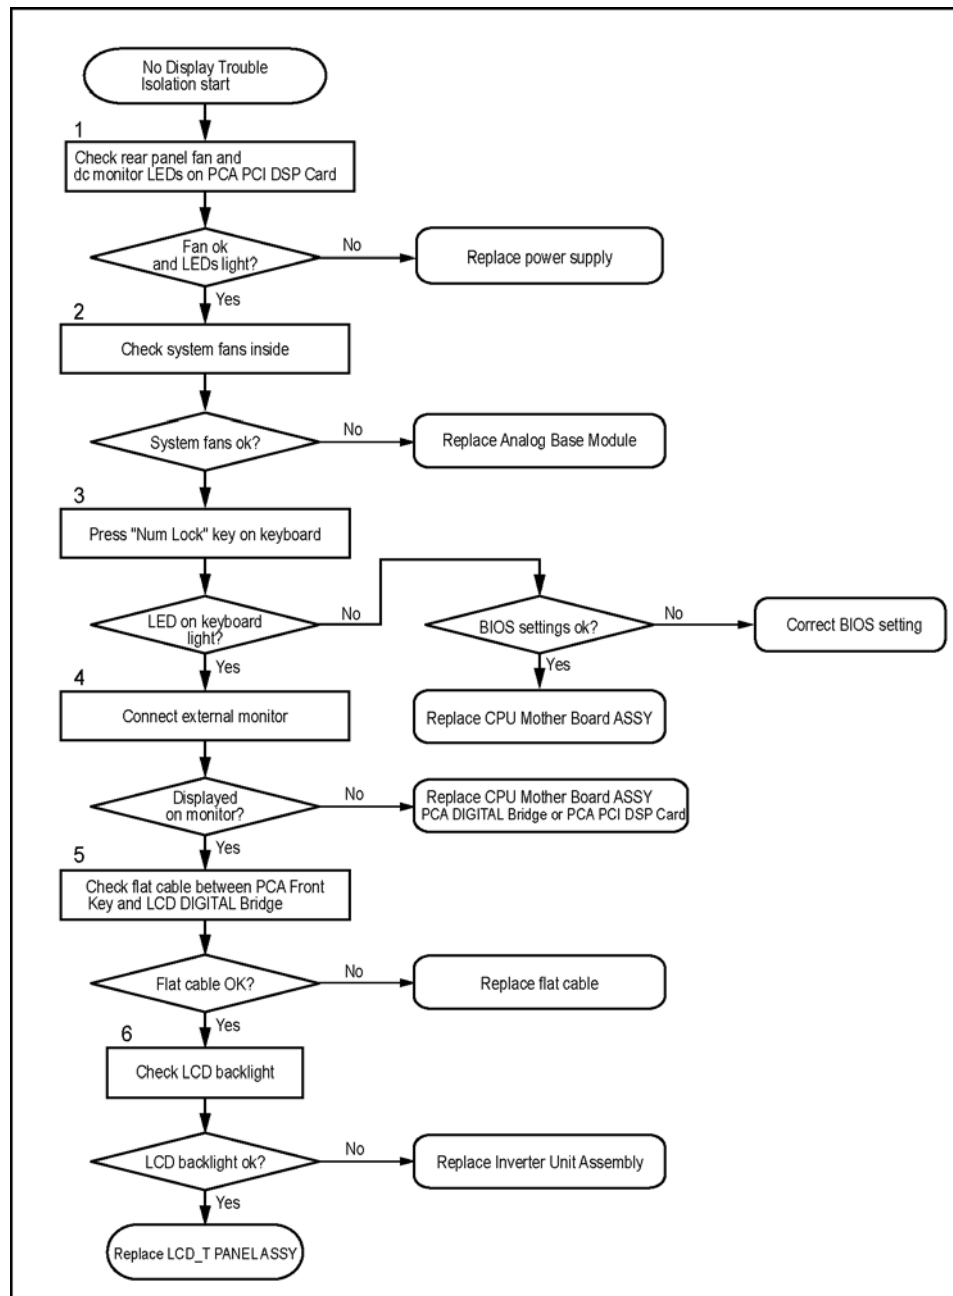 No Display Trouble
Isolation start
1
Check rear panel fan and
dc monitor LEDs on PCA PCI DSP Card
Fan ok
and LEDs light?
No
Replace power supply
Yes
2
Check system fans inside
System fans ok?
No
Replace Analog Base Module
3
Press "Num Lock" key on keyboard
LED on keyboard
light?
No
BIOS settings ok?
No
Correct BIOS setting
Yes
Yes
4
Connect external monitor
Replace CPU Mother Board ASSY
Displayed
on monitor?
No
Replace CPU Mother Board ASSY
PCA DIGITAL Bridge or PCA PCI DSP Card
Yes
5
Check flat cable between PCA Front
Key and LCD DIGITAL Bridge
Flat cable OK?
No
Replace flat cable
Yes
6
Check LCD backlight
LCD backlight ok?
No
Replace Inverter Unit Assembly
Yes
Replace LCD_T PANEL ASSY